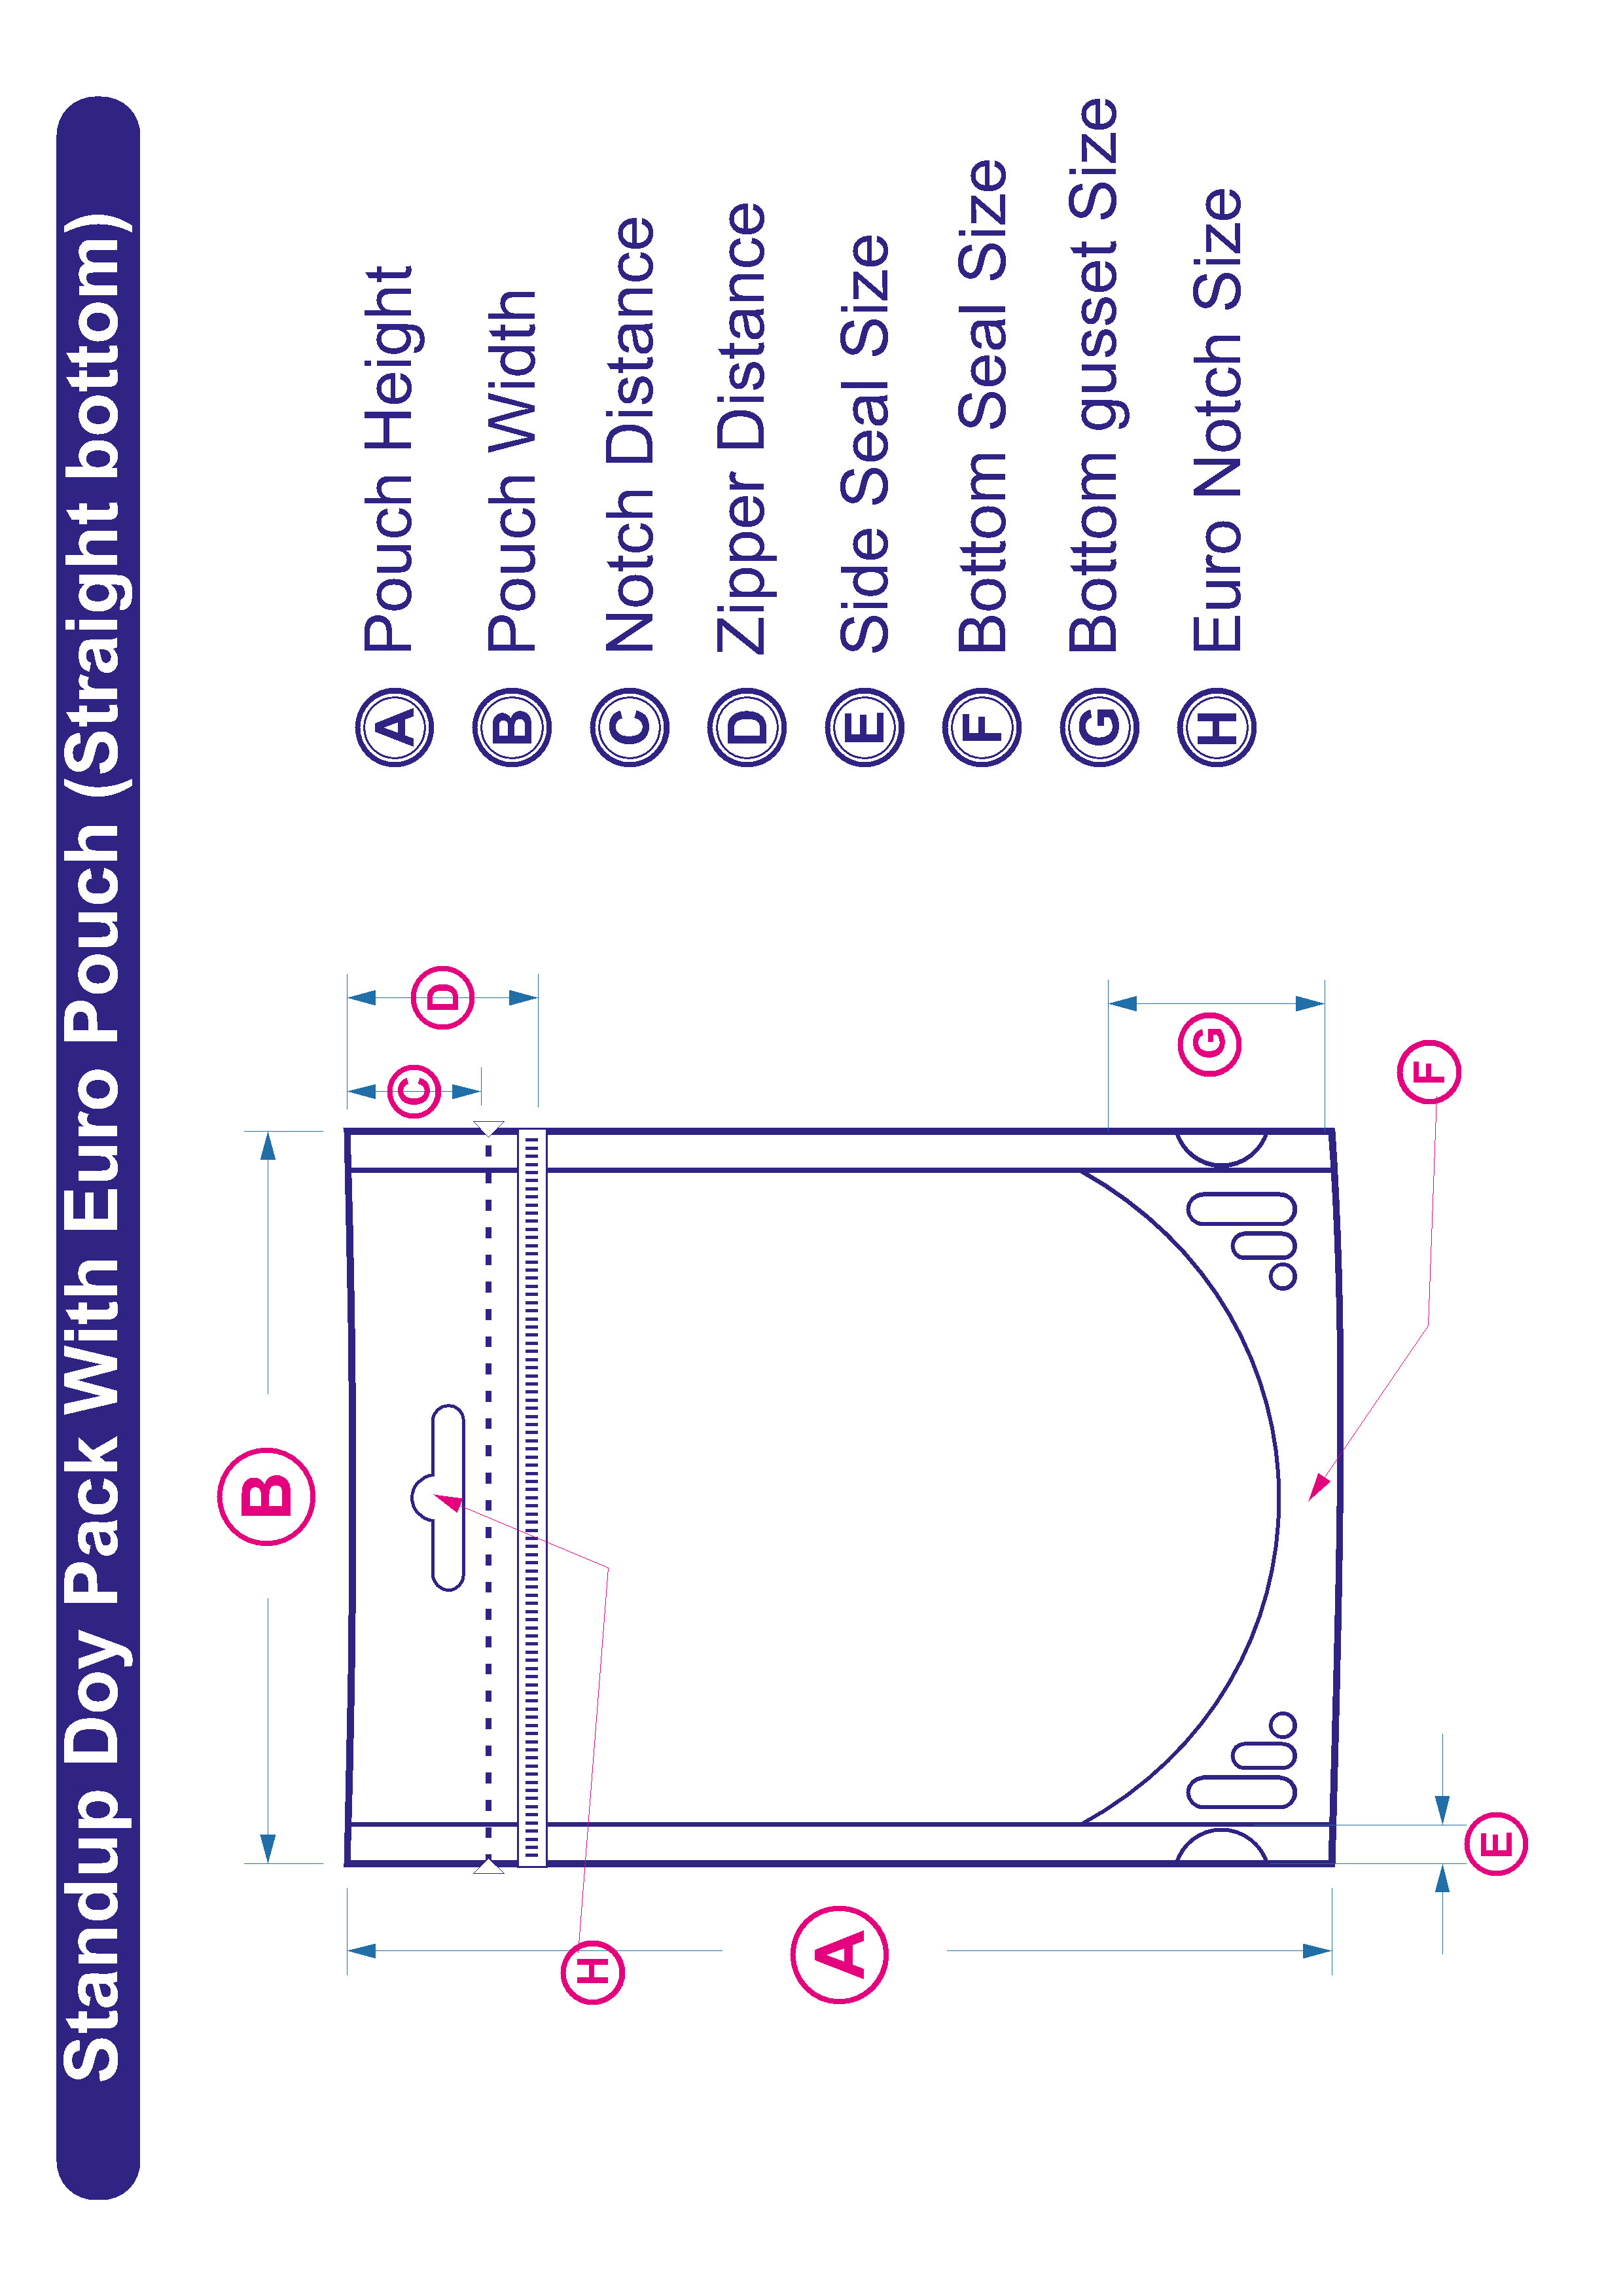 Standup Doy Pack With Euro Pouch (Straight bottom)
B
C
D
H
A
G
F
E
A Pouch Height
B Pouch Width
C Notch Distance
D Zipper Distance
E Side Seal Size
F Bottom Seal Size
G Bottom gusset Size
H Euro Notch Size